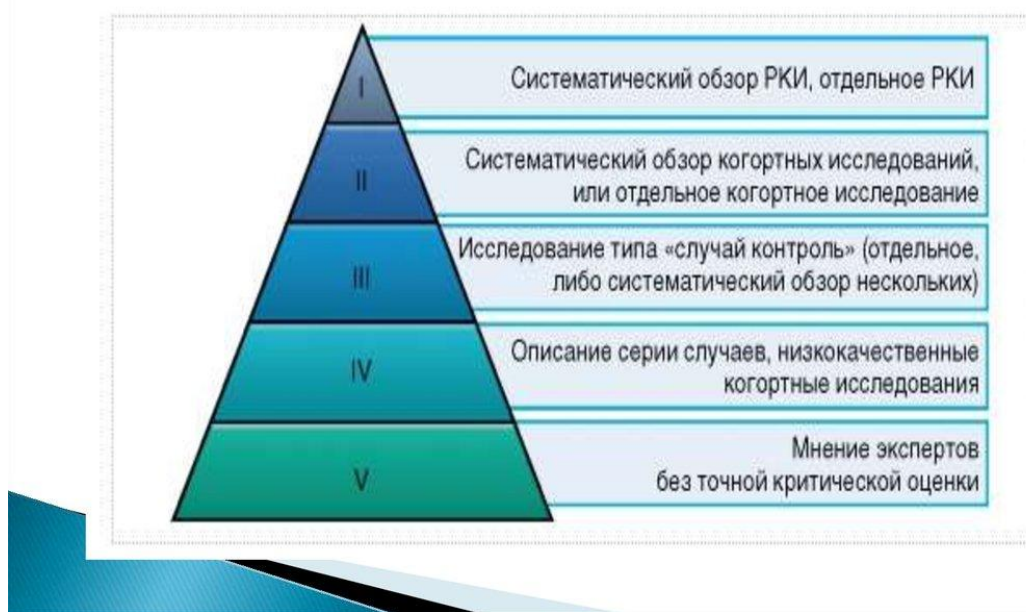 I
Систематический обзор РКИ, отдельное РКИ
II
Систематический обзор когортных исследований,
или отдельное когортное исследование
III
Исследование типа «случай контроль» (отдельное,
либо систематический обзор нескольких)
IV
Описание серии случаев, низкокачественные
когортные исследования
V
Мнение экспертов
без точной критической оценки